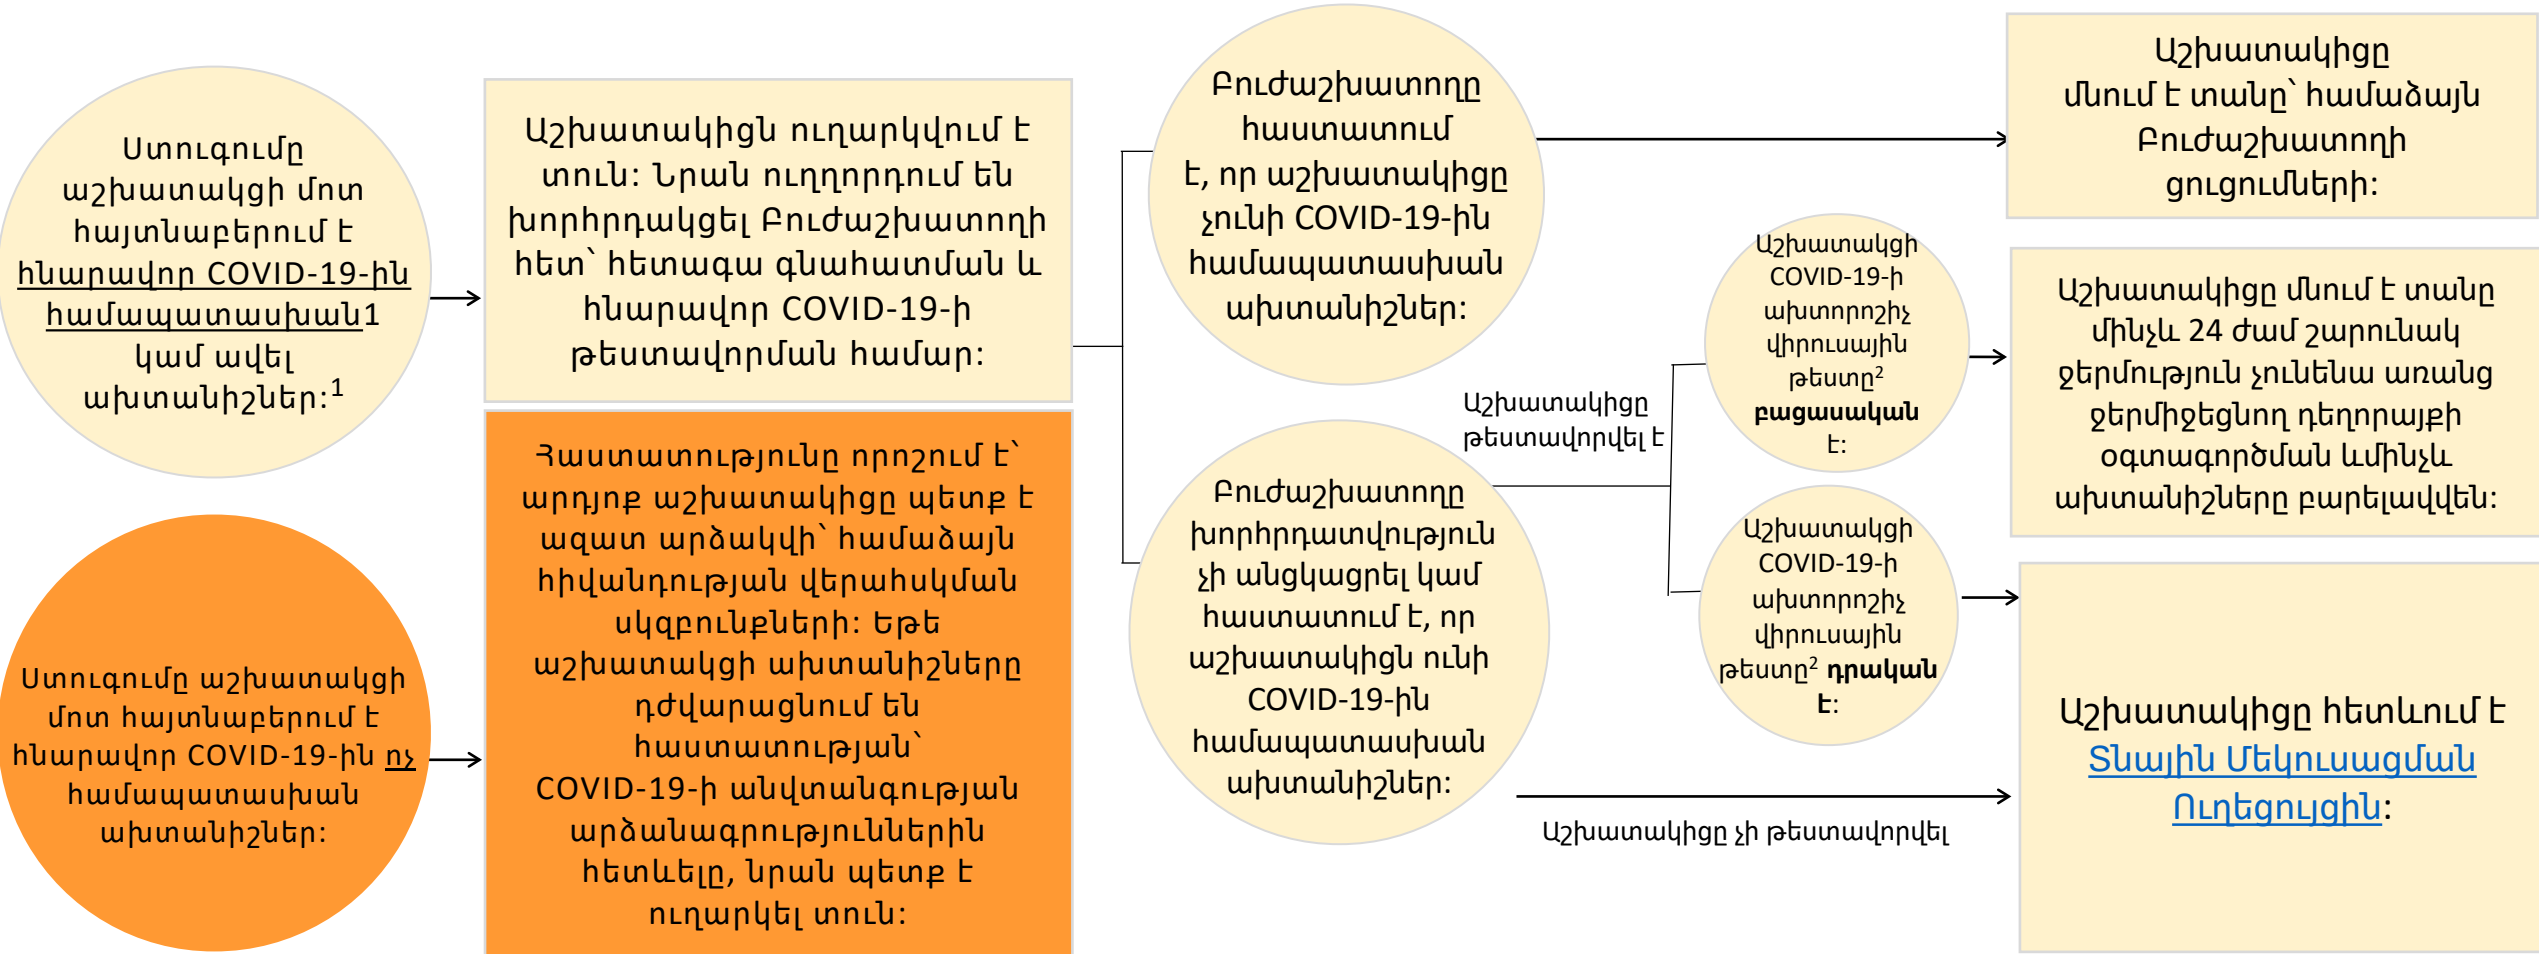 Ստուգումը
աշխատակցի մոտ
հայտնաբերում է
հնարավոր COVID-19-ին
համապատասխան1
կամ ավել
ախտանիշներ:1
Աշխատակիցն ուղարկվում է
տուն: Նրան ուղղորդում են
խորհրդակցել Բուժաշխատողի
հետ՝ հետագա գնահատման և
հնարավոր COVID-19-ի
թեստավորման համար:
Բուժաշխատողը
հաստատում
է, որ աշխատակիցը
չունի COVID-19-ին
համապատասխան
ախտանիշներ:
Աշխատակիցը
մնում է տանը՝ համաձայն
Բուժաշխատողի
ցուցումների:
Աշխատակցի
COVID-19-ի
ախտորոշիչ
վիրուսային
թեստը2
բացասական
է:
Աշխատակիցը մնում է տանը
մինչև 24 ժամ շարունակ
ջերմություն չունենա առանց
ջերմիջեցնող դեղորայքի
օգտագործման ևմինչև
ախտանիշները բարելավվեն:
Աշխատակիցը
թեստավորվել է
Ստուգումը աշխատակցի
մոտ հայտնաբերում է
հնարավոր COVID-19-ին ոչ
համապատասխան
ախտանիշներ:
Հաստատությունը որոշում է՝
արդյոք աշխատակիցը պետք է
ազատ արձակվի՝ համաձայն
հիվանդության վերահսկման
սկզբունքների: Եթե
աշխատակցի ախտանիշները
դժվարացնում են
հաստատության՝
COVID-19-ի անվտանգության
արձանագրություններին
հետևելը, նրան պետք է
ուղարկել տուն:
Բուժաշխատողը
խորհրդատվություն
չի անցկացրել կամ
հաստատում է, որ
աշխատակիցն ունի
COVID-19-ին
համապատասխան
ախտանիշներ:
Աշխատակցի
COVID-19-ի
ախտորոշիչ
վիրուսային
թեստը2 դրական
է:
Աշխատակիցը չի թեստավորվել
Աշխատակիցը հետևում է
Տնային Մեկուսացման
Ուղեցույցին: